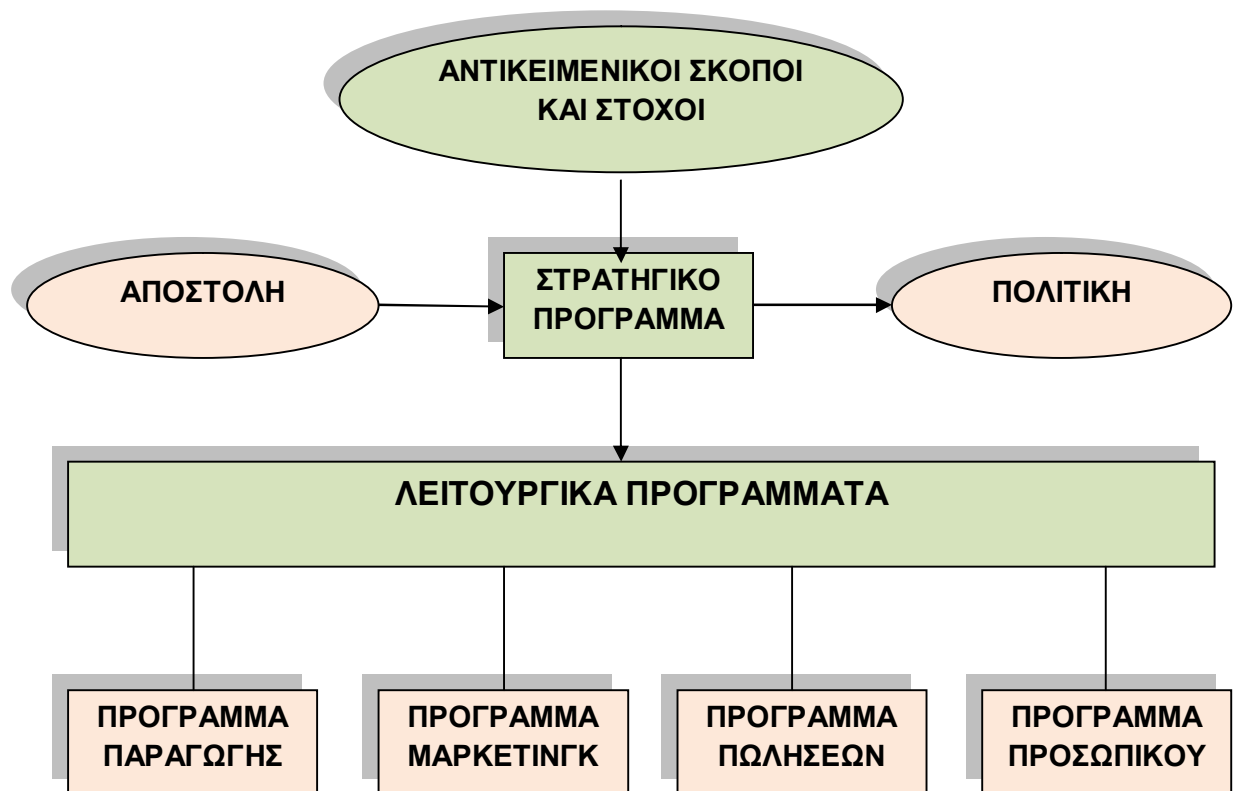 ΑΝΤΙΚΕΙΜΕΝΙΚΟΙ ΣΚΟΠΟΙ
ΚΑΙ ΣΤΟΧΟΙ
ΑΠΟΣΤΟΛΗ
ΣΤΡΑΤΗΓΙΚΟ
ΠΡΟΓΡΑΜΜΑ
ΠΟΛΙΤΙΚΗ
ΛΕΙΤΟΥΡΓΙΚΑ ΠΡΟΓΡΑΜΜΑΤΑ
ΠΡΟΓΡΑΜΜΑ
ΠΑΡΑΓΩΓΗΣ
ΠΡΟΓΡΑΜΜΑ
ΜΑΡΚΕΤΙΝΓΚ
ΠΡΟΓΡΑΜΜΑ
ΠΩΛΗΣΕΩΝ
ΠΡΟΓΡΑΜΜΑ
ΠΡΟΣΩΠΙΚΟΥ